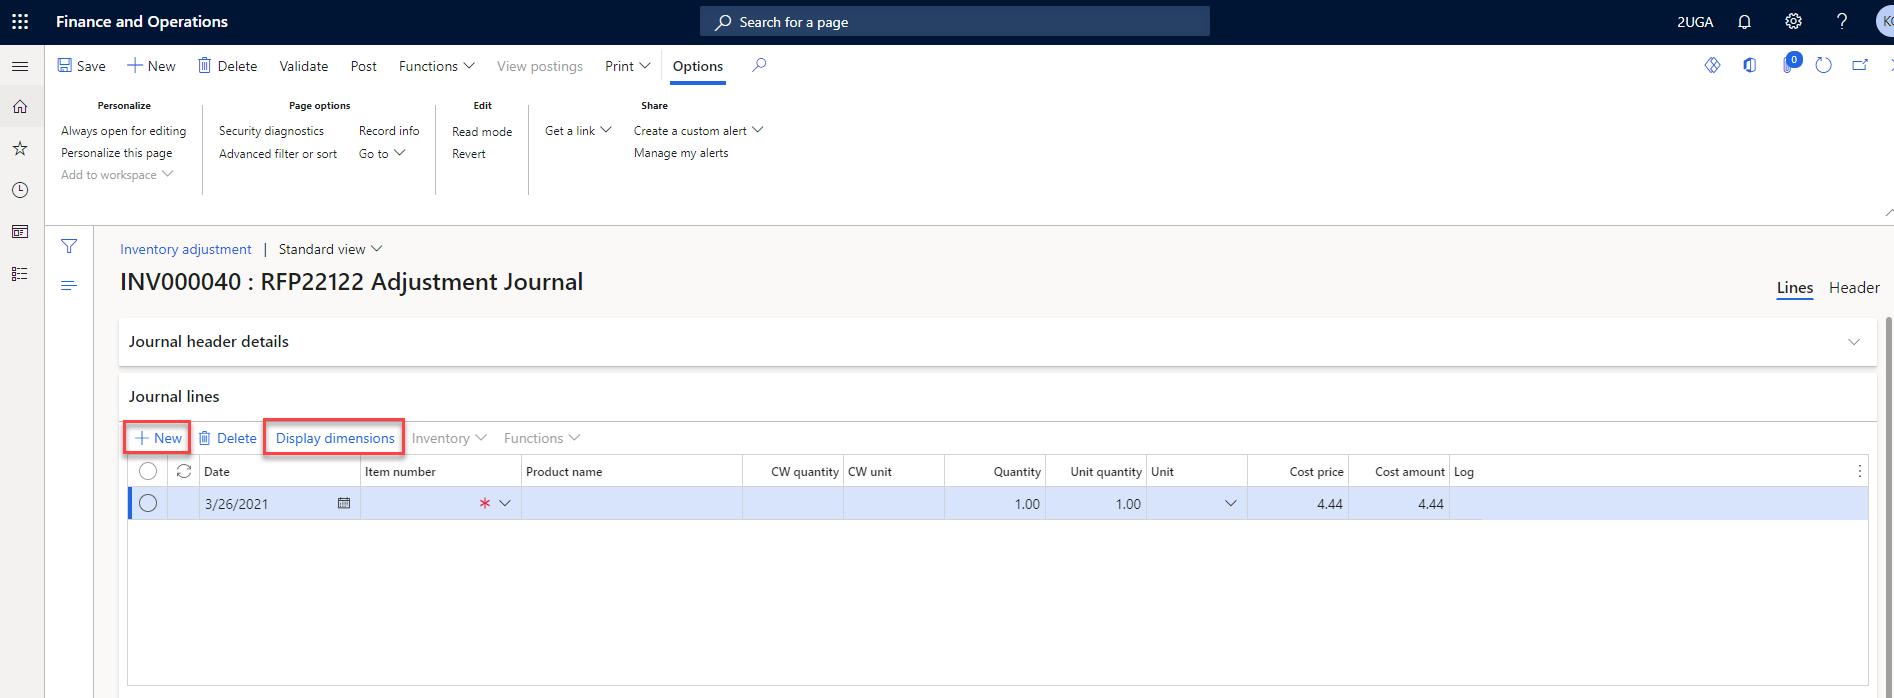 Finance and Operations
Search for a page
2UGA
Save New Delete Validate Post Functions View postings Print Options
0
Personalize Page options Edit Share
Always open for editing Security diagnostics Record info Read mode Get a link Create a custom alert
Personalize this page Advanced filter or sort Go to Revert Manage my alerts
Add to workspace
Inventory adjustment | Standard view
INV000040 : RFP22122 Adjustment Journal
Lines Header
Journal header details
Journal lines
New Delete Display dimensions Inventory Functions
Date Item number Product name CW quantity CW unit Quantity Unit quantity Unit Cost price Cost amount Log
3/26/2021 * 1.00 1.00 4.44 4.44